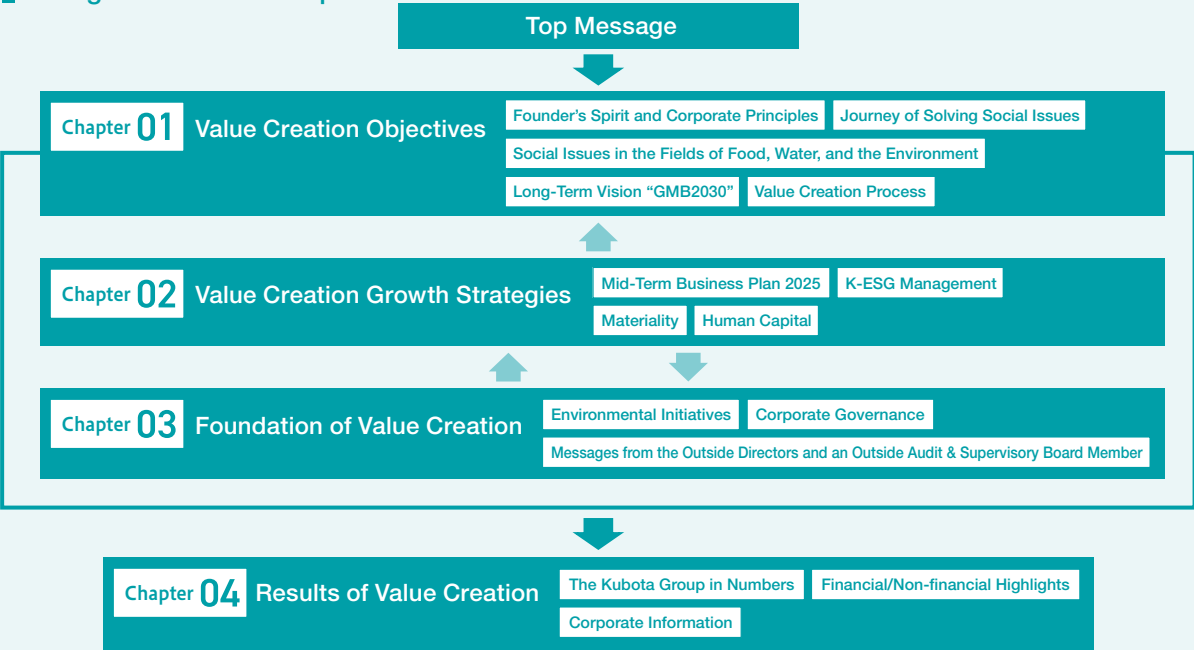 Top Message
Chapter 01 Value Creation Objectives
Founder's Spirit and Corporate Principles
Journey of Solving Social Issues
Social Issues in the Fields of Food, Water, and the Environment
Long-Term Vision “GMB2030”
Value Creation Process
Chapter 02 Value Creation Growth Strategies
Mid-Term Business Plan 2025
K-ESG Management
Materiality
Human Capital
Chapter 03 Foundation of Value Creation
Environmental Initiatives
Corporate Governance
Messages from the Outside Directors and an Outside Audit & Supervisory Board Member
Chapter 04 Results of Value Creation
The Kubota Group in Numbers
Financial/Non-financial Highlights
Corporate Information